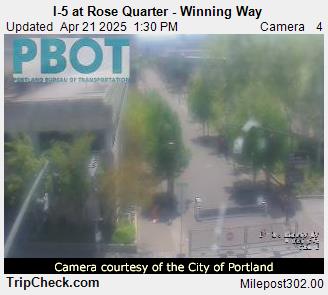 I-5 at Rose Quarter - Winning Way
Updated Apr 21 2025 1:30 PM Camera 4
PBOT
PORTLAND BUREAU OF TRANSPORTATION
Camera courtesy of the City of Portland
TripCheck.com Milepost302.00